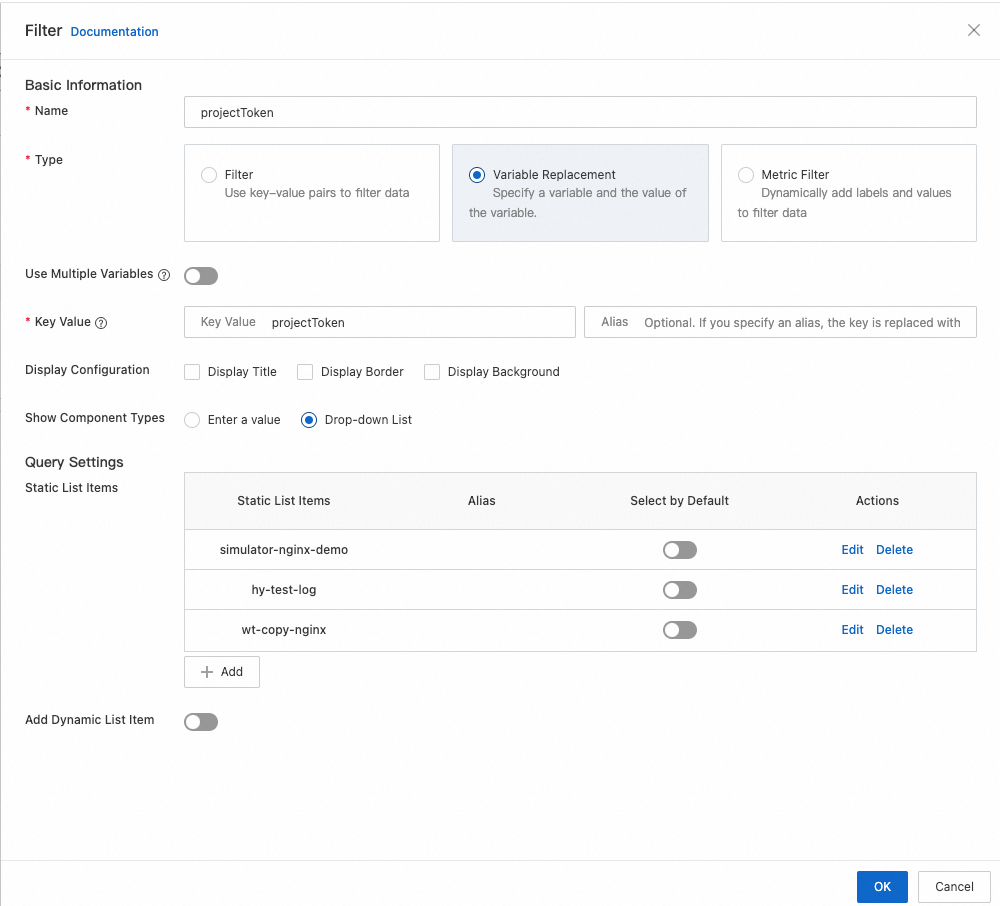 Filter Documentation
Basic Information
* Name projectToken
* Type
Filter
Use key–value pairs to filter data
Variable Replacement
Specify a variable and the value of
the variable.
Metric Filter
Dynamically add labels and values
to filter data
Use Multiple Variables ?
* Key Value ? Key Value projectToken Alias Optional. If you specify an alias, the key is replaced with
Display Configuration Display Title Display Border Display Background
Show Component Types Enter a value Drop-down List
Query Settings
Static List Items
Static List Items Alias Select by Default Actions
simulator-nginx-demo Edit Delete
hy-test-log Edit Delete
wt-copy-nginx Edit Delete
+ Add
Add Dynamic List Item
OK Cancel